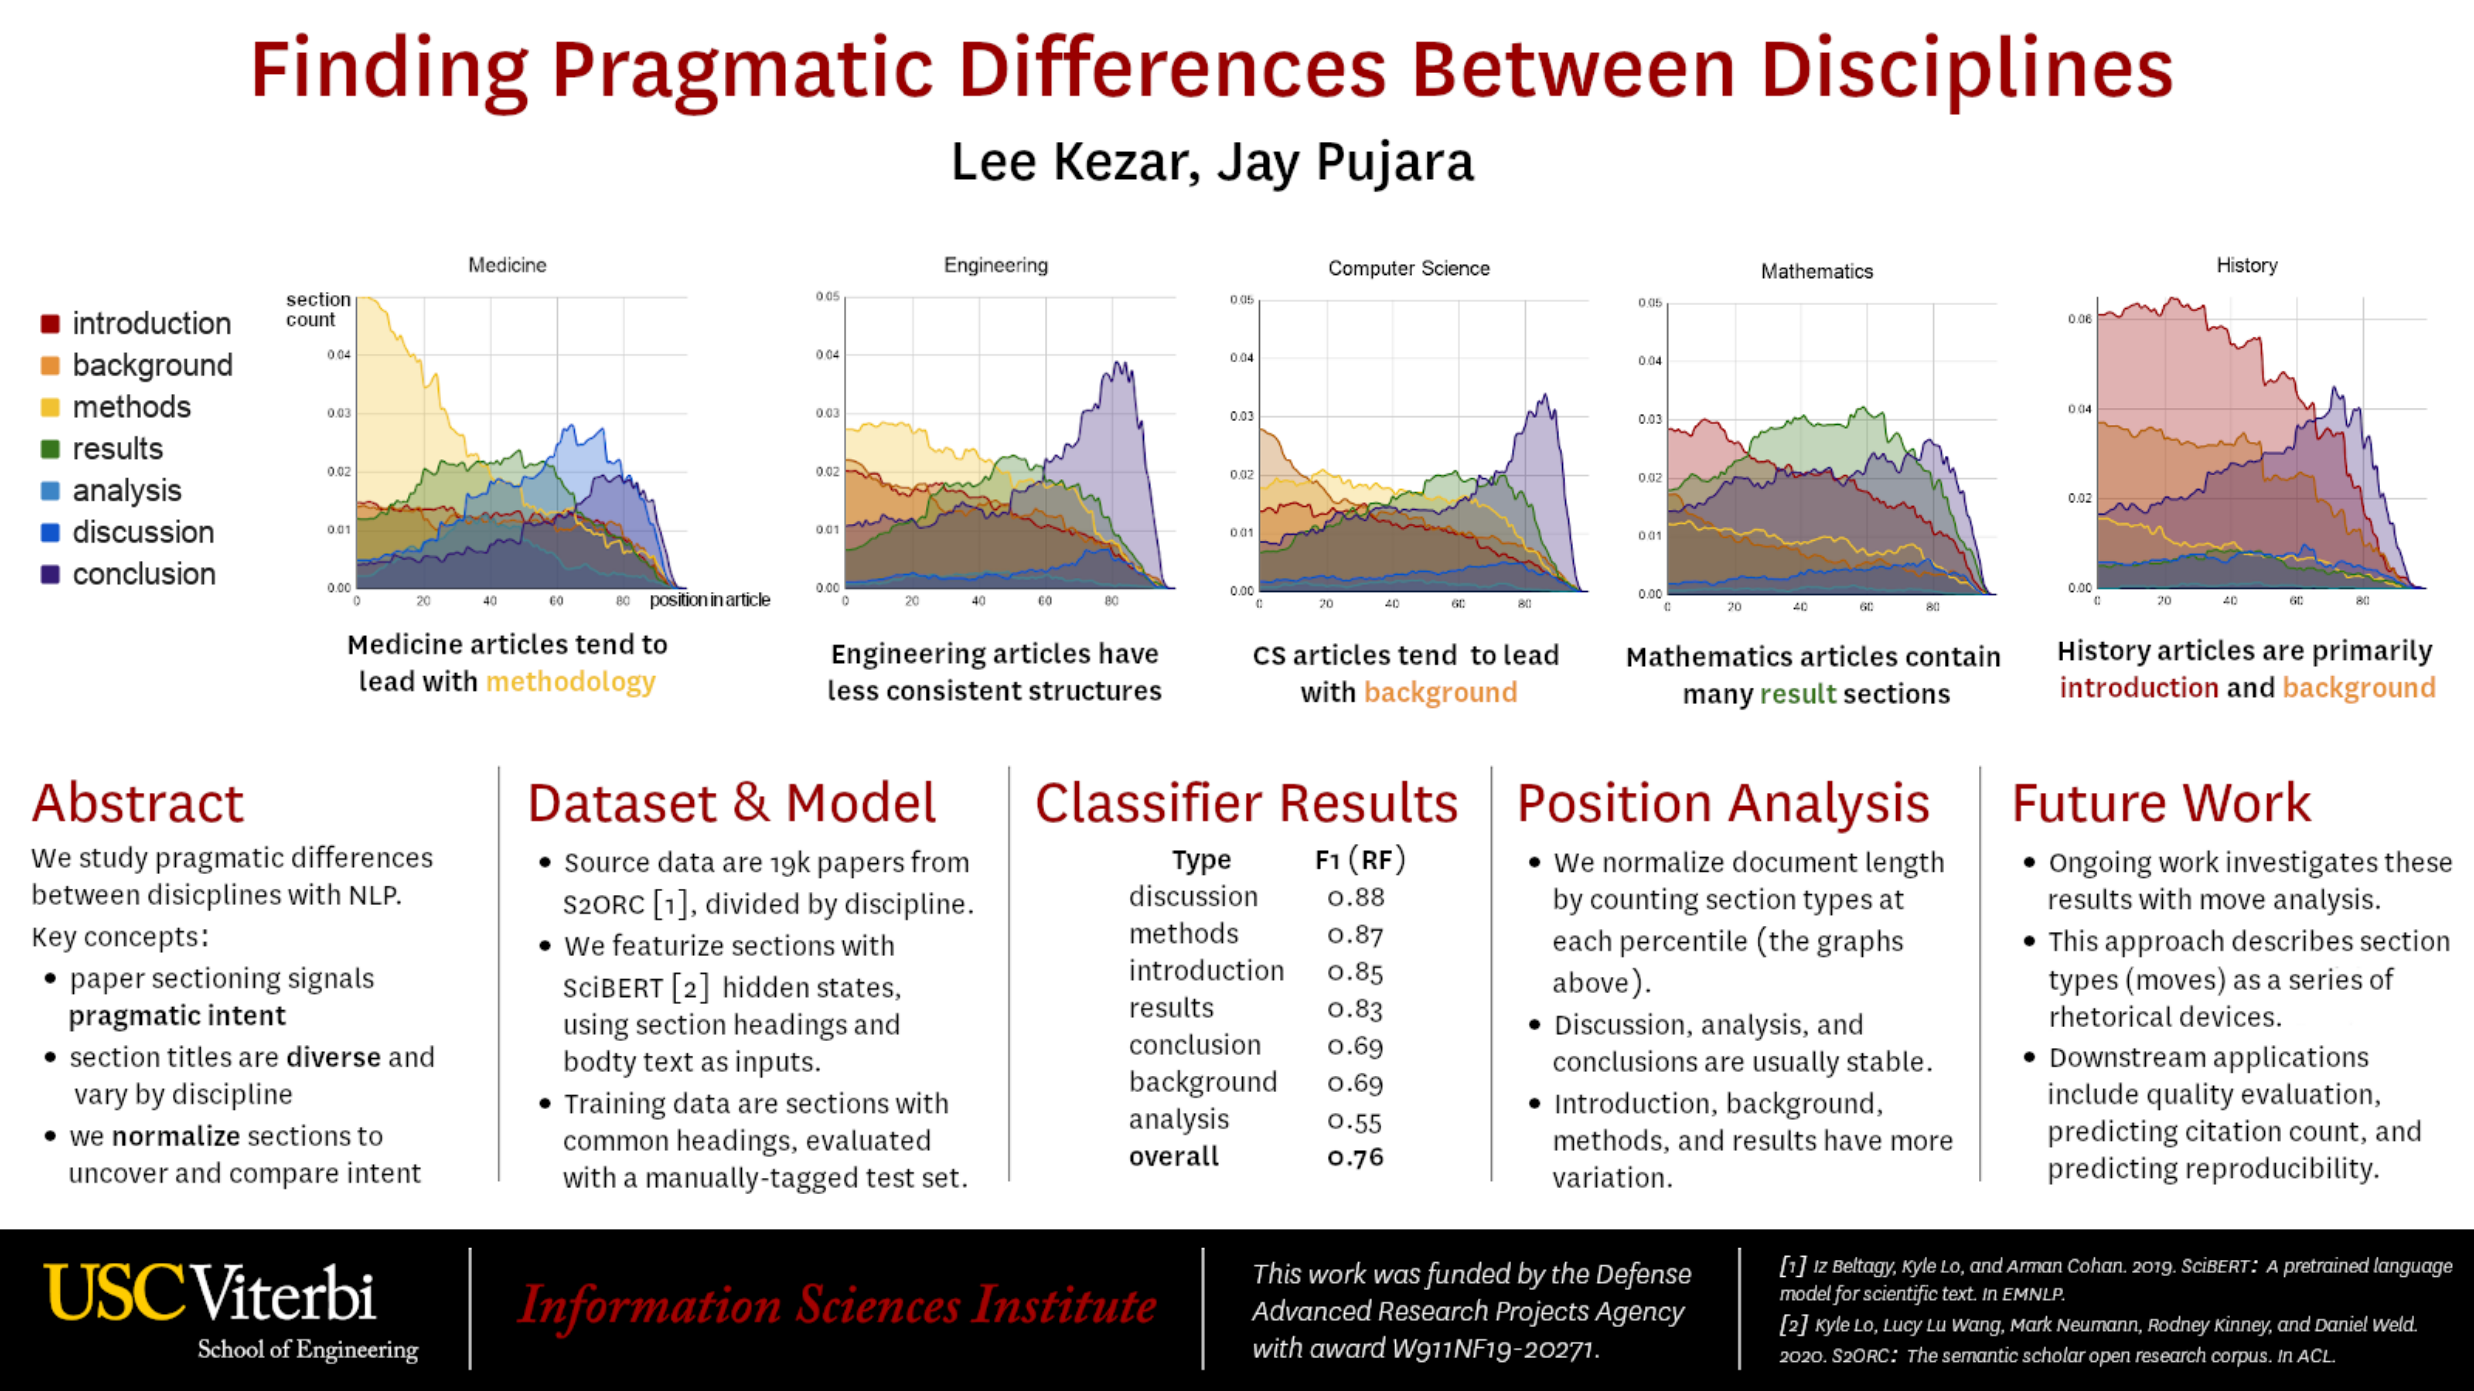 Finding Pragmatic Differences Between Disciplines
Lee Kezar, Jay Pujara
introduction
background
methods
results
analysis
discussion
conclusion
Medicine
section
count
0.04
0.03
0.02
0.01
0.00
0 20 40 60 80 position in article
Medicine articles tend to
lead with methodology
Engineering
0.05
0.04
0.03
0.02
0.01
0.00
0 20 40 60 80
Engineering articles have
less consistent structures
Computer Science
0.05
0.04
0.03
0.02
0.01
0.00
0 20 40 60 80
CS articles tend to lead
with background
Mathematics
0.05
0.04
0.03
0.02
0.01
0.00
0 20 40 60 80
Mathematics articles contain
many result sections
History
0.06
0.04
0.02
0.00
0 20 40 60 80
History articles are primarily
introduction and background
Abstract
We study pragmatic differences
between disicplines with NLP.
Key concepts:
• paper sectioning signals
pragmatic intent
• section titles are diverse and
vary by discipline
• we normalize sections to
uncover and compare intent
Dataset & Model
• Source data are 19k papers from
S2ORC [1], divided by discipline.
• We featurize sections with
SciBERT [2] hidden states,
using section headings and
bodty text as inputs.
• Training data are sections with
common headings, evaluated
with a manually-tagged test set.
Classifier Results
Type F1 (RF)
discussion 0.88
methods 0.87
introduction 0.85
results 0.83
conclusion 0.69
background 0.69
analysis 0.55
overall 0.76
Position Analysis
• We normalize document length
by counting section types at
each percentile (the graphs
above).
• Discussion, analysis, and
conclusions are usually stable.
• Introduction, background,
methods, and results have more
variation.
Future Work
• Ongoing work investigates these
results with move analysis.
• This approach describes section
types (moves) as a series of
rhetorical devices.
• Downstream applications
include quality evaluation,
predicting citation count, and
predicting reproducibility.
USC Viterbi
School of Engineering
Information Sciences Institute
This work was funded by the Defense
Advanced Research Projects Agency
with award W911NF19-20271.
[1] Iz Beltagy, Kyle Lo, and Arman Cohan. 2019. SciBERT: A pretrained language
model for scientific text. In EMNLP.
[2] Kyle Lo, Lucy Lu Wang, Mark Neumann, Rodney Kinney, and Daniel Weld.
2020. S2ORC: The semantic scholar open research corpus. In ACL.